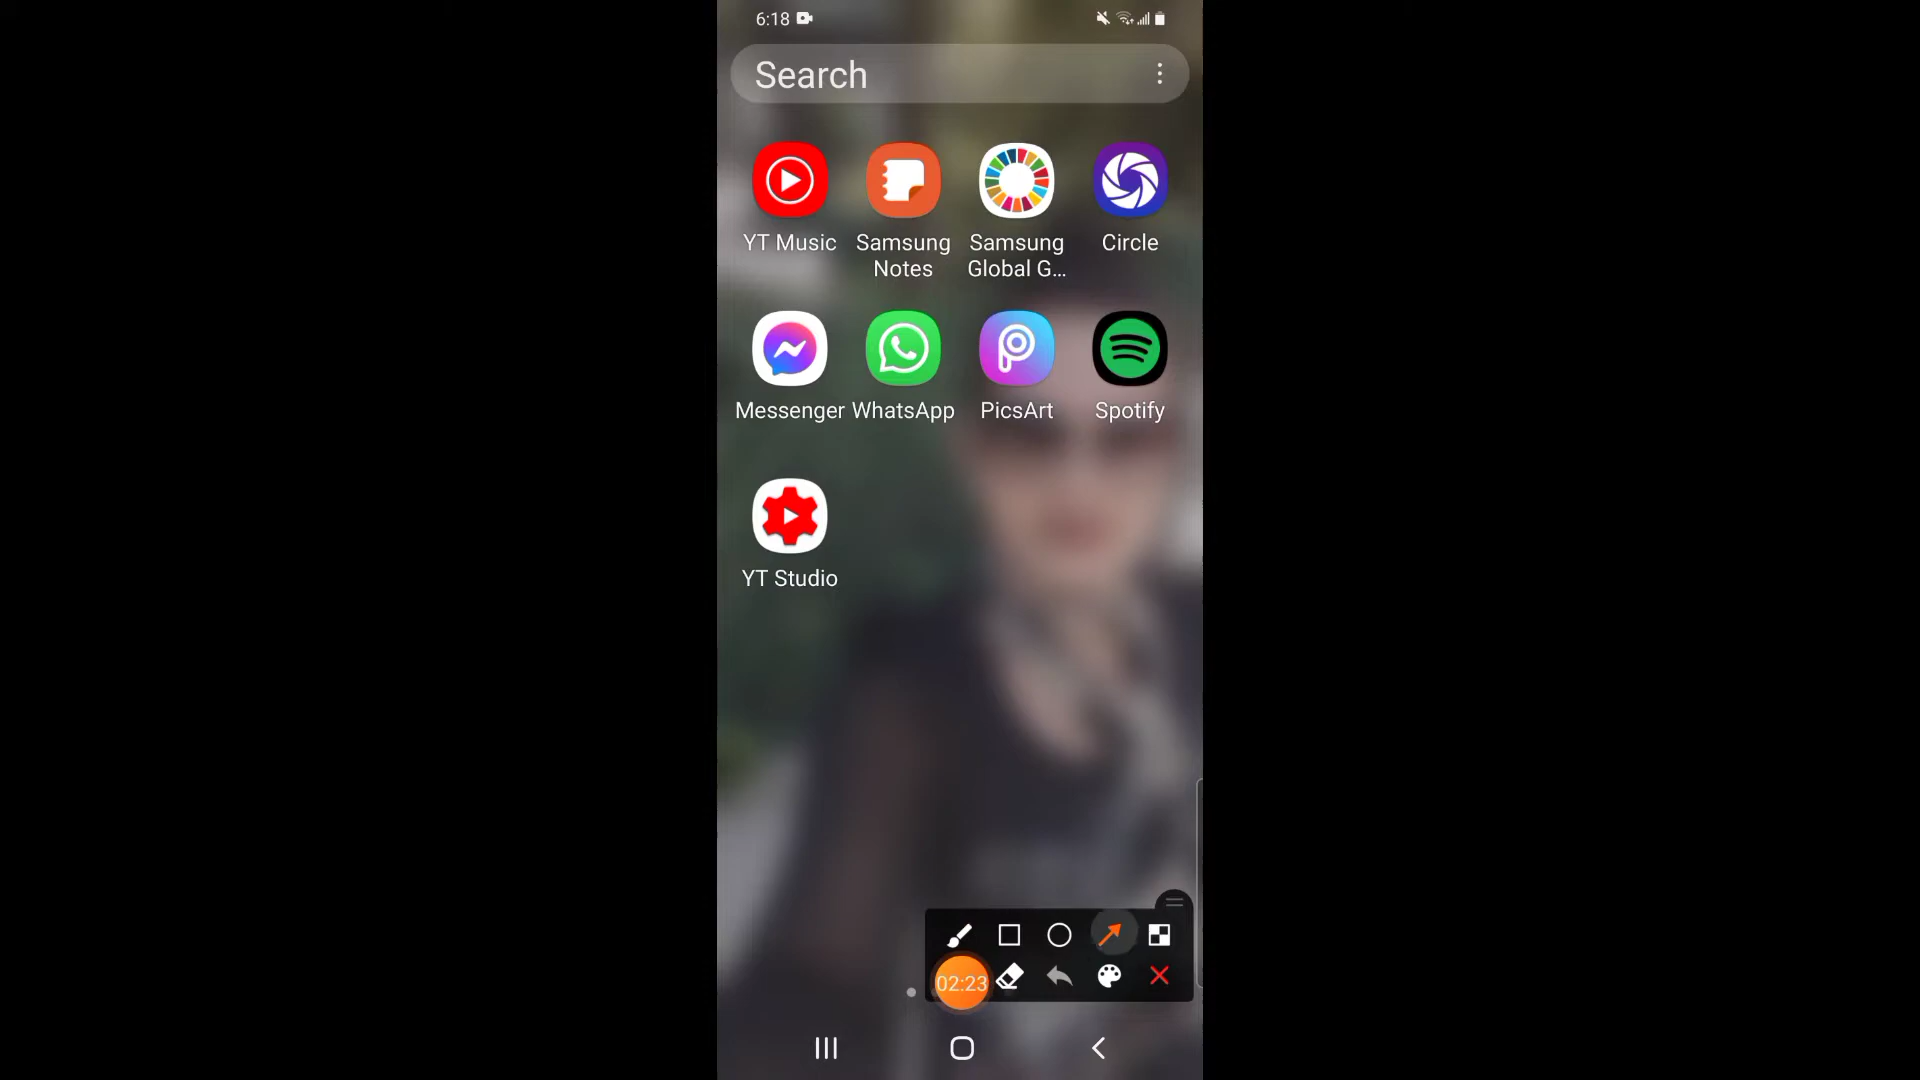 6:18
Search
YT Music
Samsung Notes
Samsung Global G...
Circle
Messenger
WhatsApp
PicsArt
Spotify
YT Studio
02:23